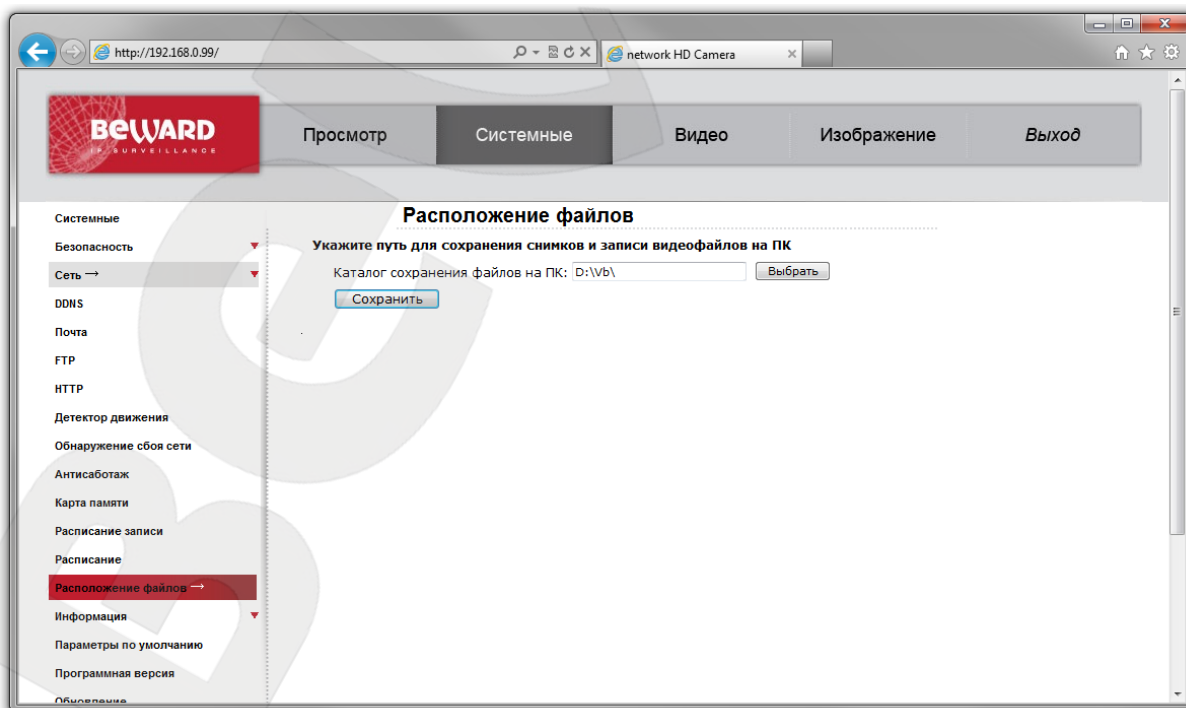 http://192.168.0.99/
network HD Camera
BEWARD
IP SURVEILLANCE
Просмотр
Системные
Видео
Изображение
Выход
Системные
Безопасность
Сеть →
DDNS
Почта
FTP
HTTP
Детектор движения
Обнаружение сбоя сети
Антисаботаж
Карта памяти
Расписание записи
Расписание
Расположение файлов →
Информация
Параметры по умолчанию
Программная версия
Обновление
Расположение файлов
Укажите путь для сохранения снимков и записи видеофайлов на ПК
Каталог сохранения файлов на ПК: D:\Vb\ Выбрать
Сохранить